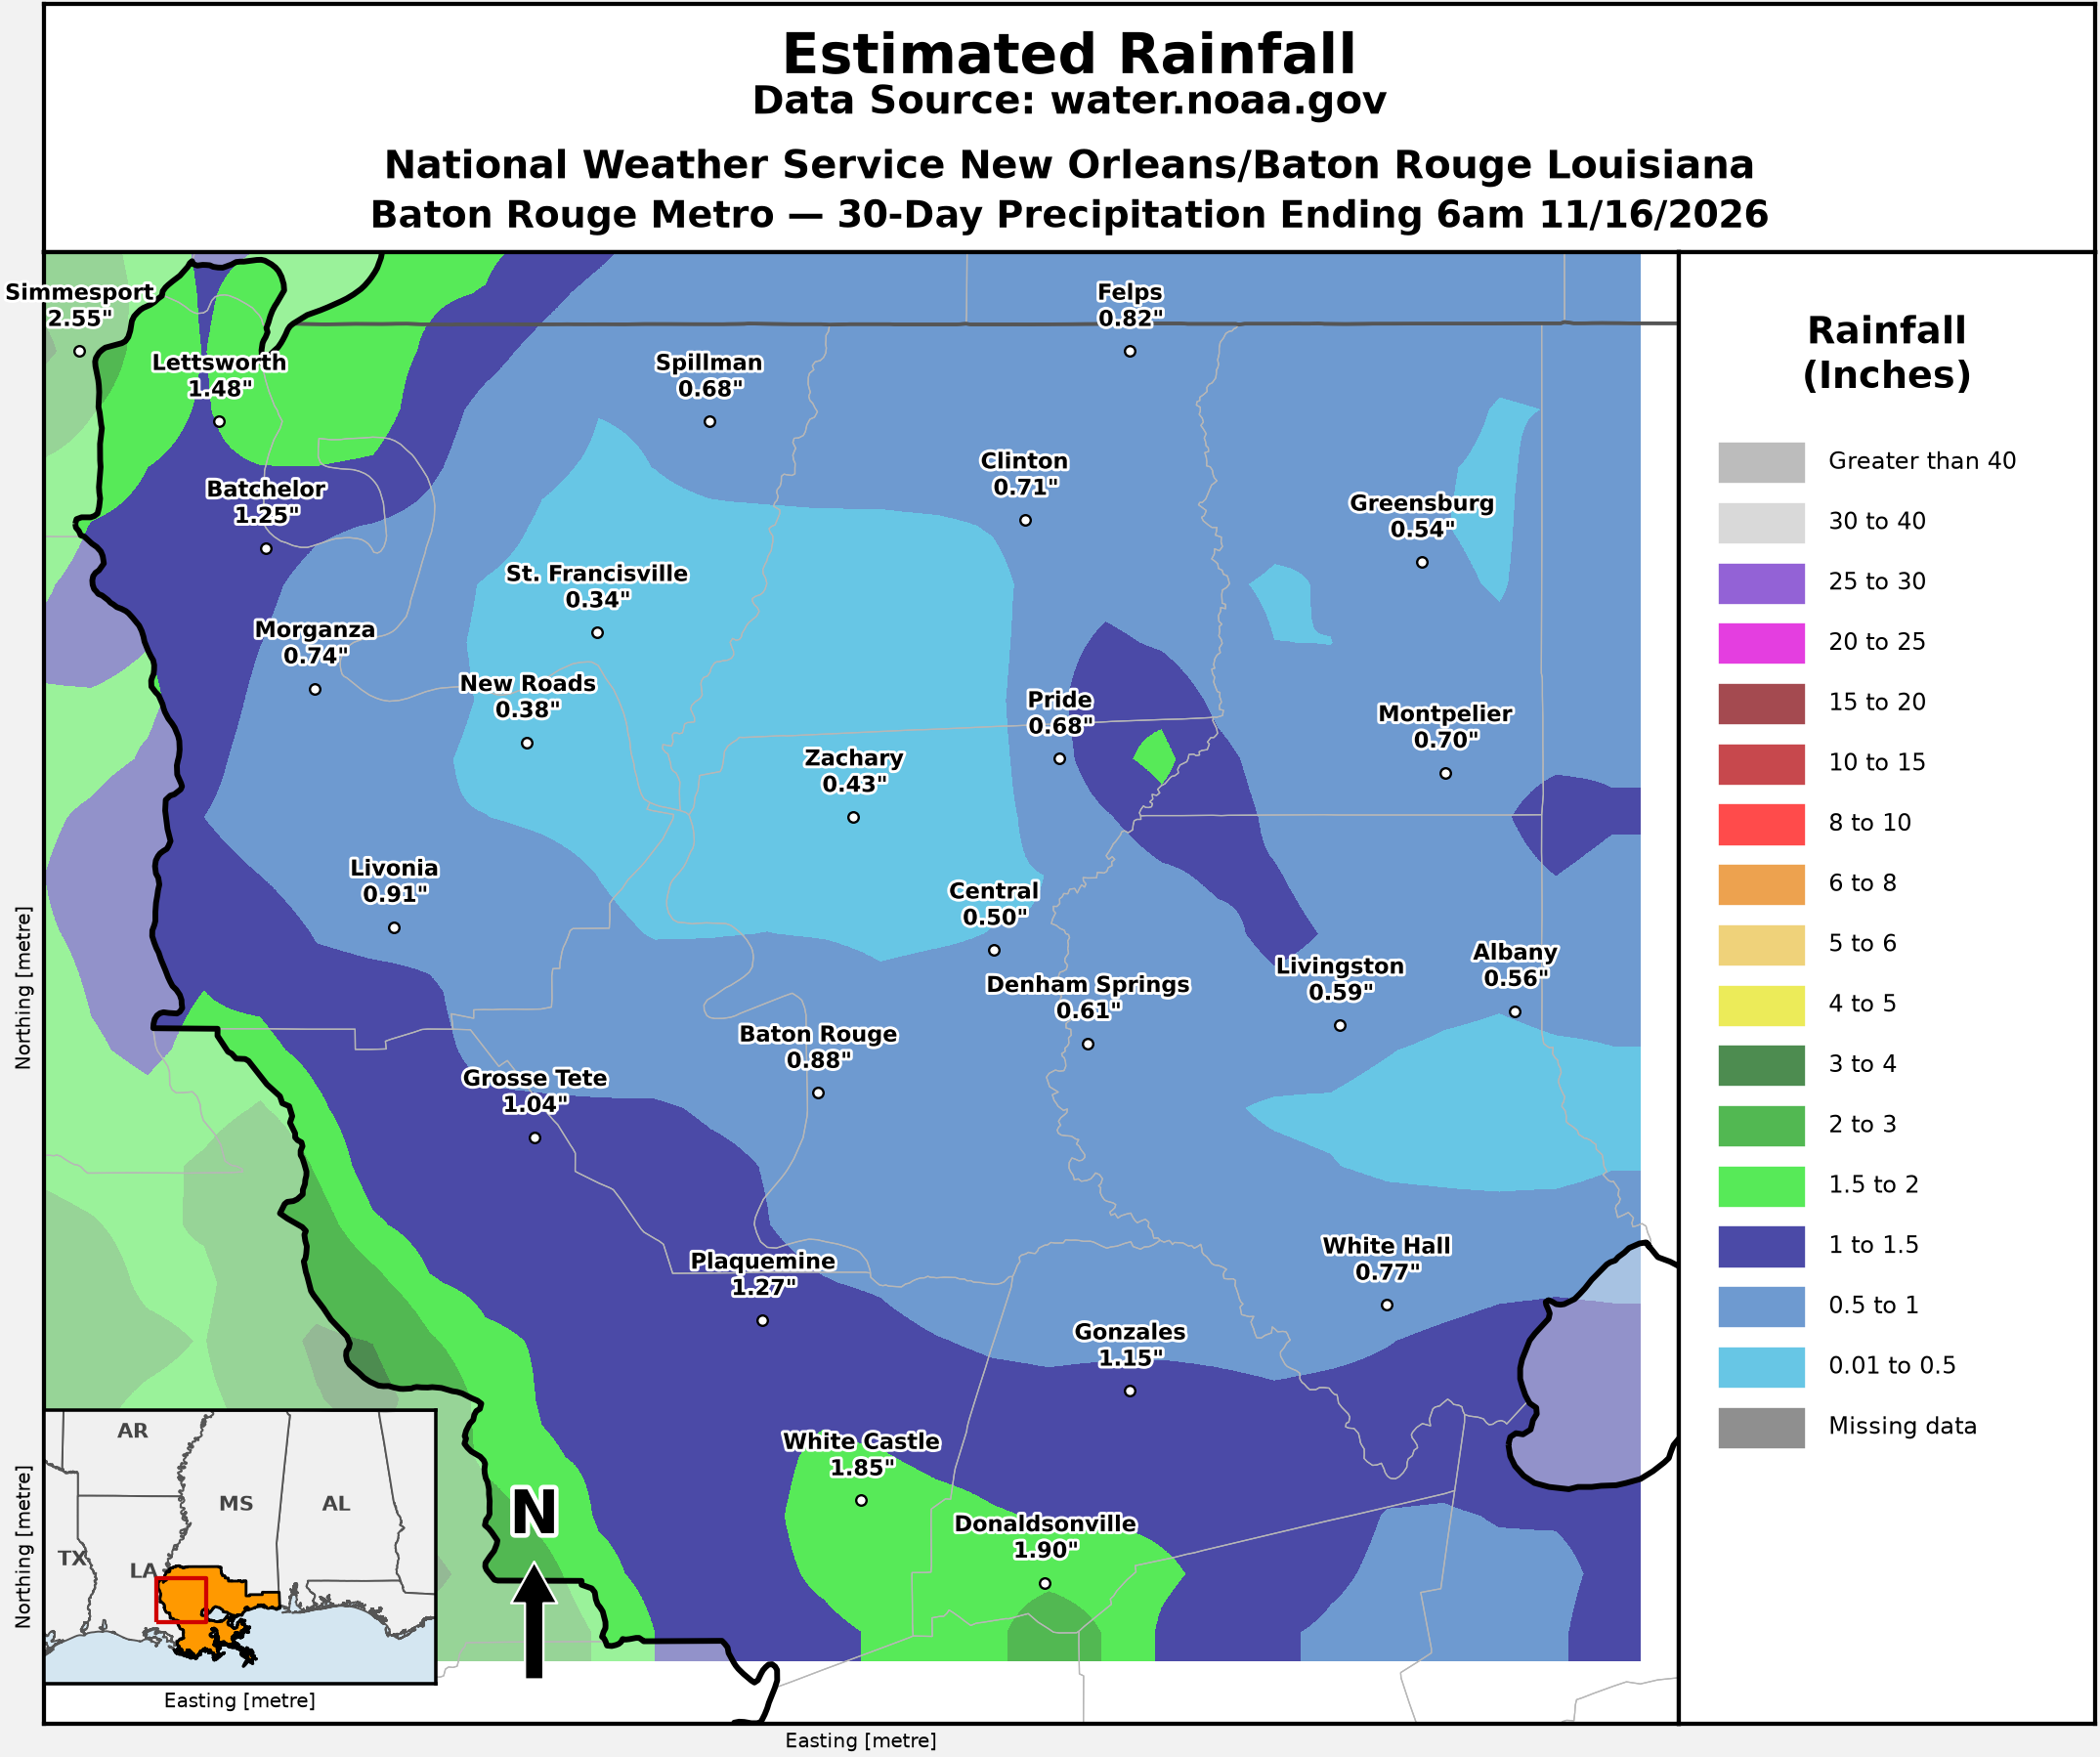 Estimated Rainfall
Data Source: water.noaa.gov
National Weather Service New Orleans/Baton Rouge Louisiana
Baton Rouge Metro — 30-Day Precipitation Ending 6am 11/16/2026
Simmesport
2.55"
Felps
0.82"
Lettsworth
1.48"
Spillman
0.68"
Clinton
0.71"
Batchelor
1.25"
Greensburg
0.54"
St. Francisville
0.34"
Morganza
0.74"
New Roads
0.38"
Pride
0.68"
Montpelier
0.70"
Zachary
0.43"
Livonia
0.91"
Central
0.50"
Albany
0.56"
Livingston
0.59"
Denham Springs
0.61"
Baton Rouge
0.88"
Grosse Tete
1.04"
White Hall
0.77"
Plaquemine
1.27"
Gonzales
1.15"
White Castle
1.85"
Donaldsonville
1.90"
N
AR
MS
AL
TX
LA
Northing [metre]
Northing [metre]
Easting [metre]
Easting [metre]
Rainfall
(Inches)
Greater than 40
30 to 40
25 to 30
20 to 25
15 to 20
10 to 15
8 to 10
6 to 8
5 to 6
4 to 5
3 to 4
2 to 3
1.5 to 2
1 to 1.5
0.5 to 1
0.01 to 0.5
Missing data